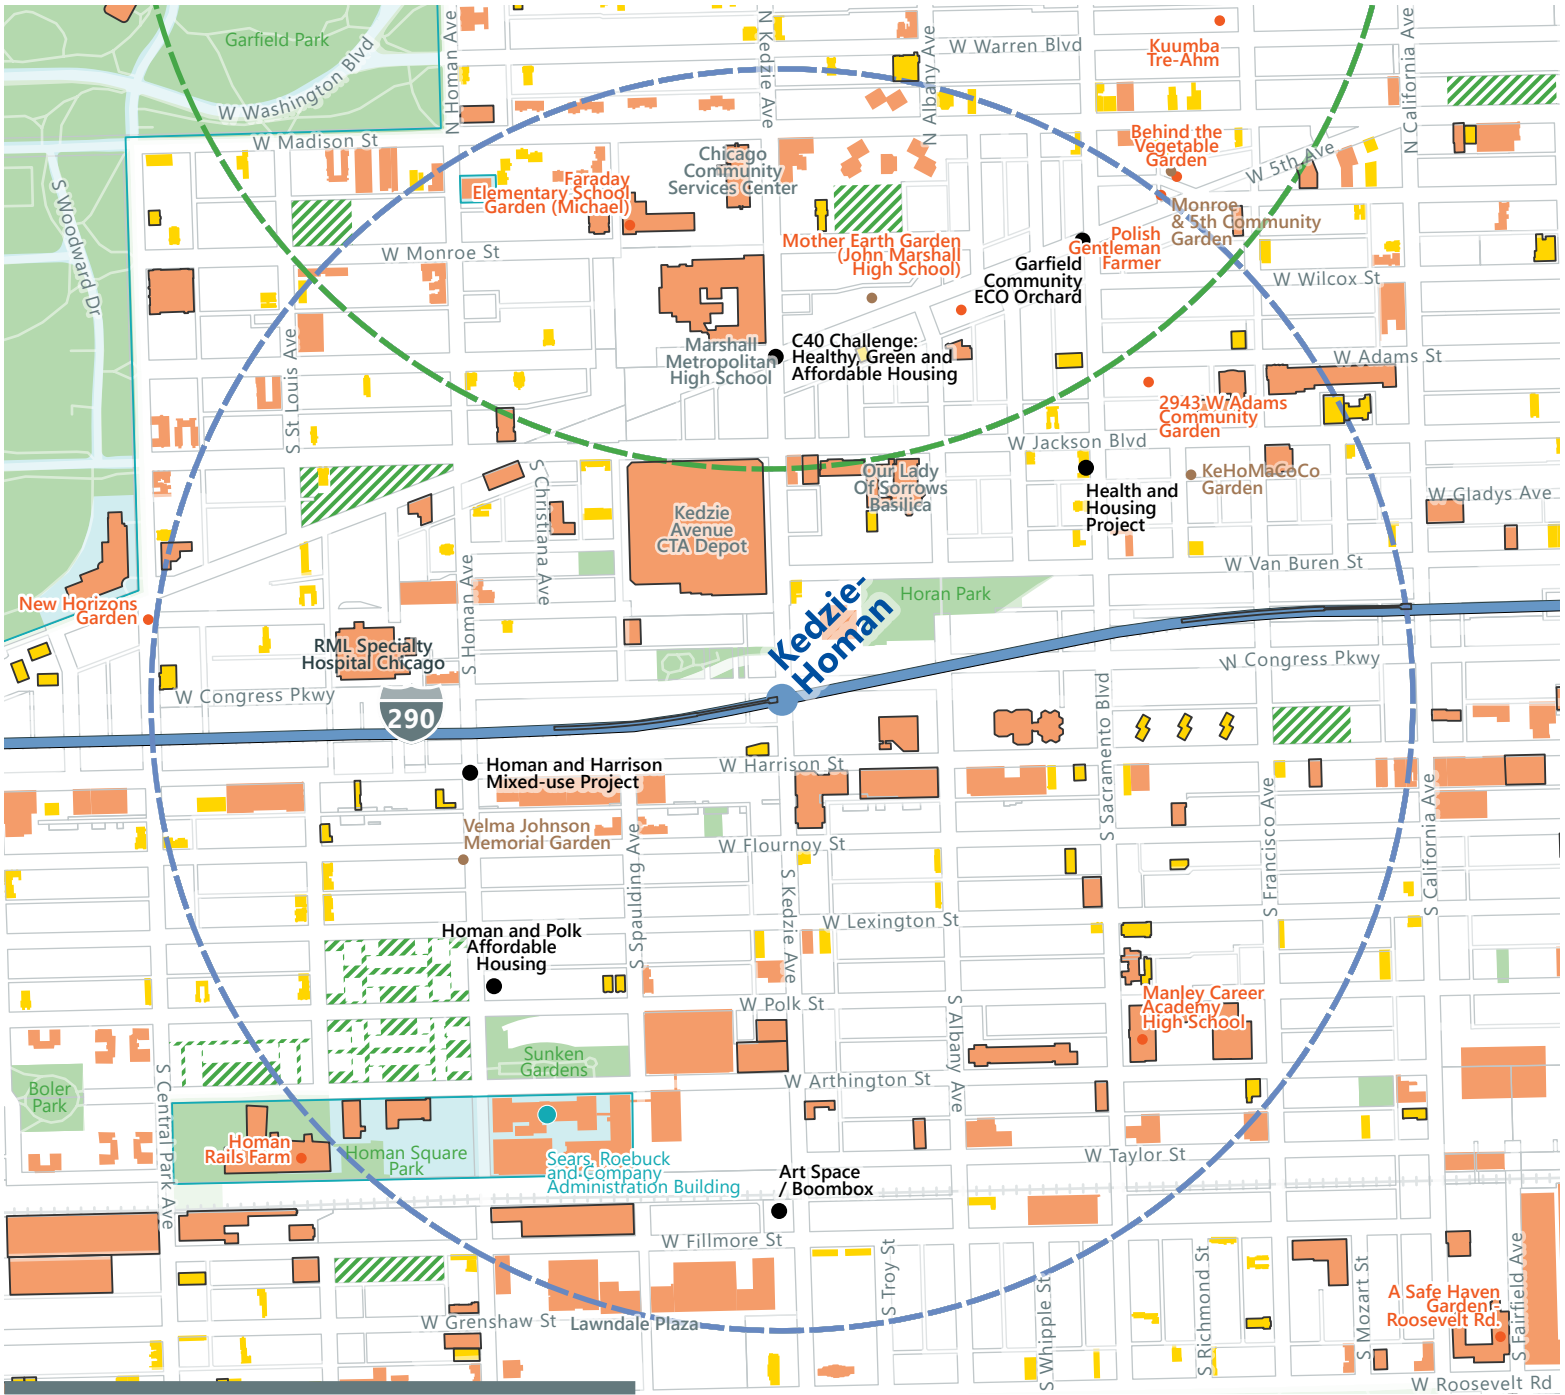 Garfield Park
W Washington Blvd
N Homan Ave
N Kedzie Ave
N Albany Ave
W Warren Blvd
Kuumba
Tre-Ahm
N California Ave
W Madison St
Chicago
Community
Services Center
Behind the
Vegetable
Garden
W 5th Ave
Faraday
Elementary School
Garden (Michael)
S Woodward Dr
Monroe
& 5th Community
Garden
W Monroe St
Mother Earth Garden
(John Marshall
High School)
Polish
Gentleman
Farmer
Garfield
Community
ECO Orchard
W Wilcox St
S St Louis Ave
Marshall
Metropolitan
High School
C40 Challenge:
Healthy, Green and
Affordable Housing
W Adams St
2943 W Adams
Community
Garden
W Jackson Blvd
S Christiana Ave
Our Lady
Of Sorrows
Basilica
KeHoMaCoCo
Garden
Health and
Housing
Project
W Gladys Ave
Kedzie
Avenue
CTA Depot
W Van Buren St
New Horizons
Garden
S Homan Ave
Horan Park
Kedzie-
Homan
RML Specialty
Hospital Chicago
W Congress Pkwy
W Congress Pkwy
290
S Sacramento Blvd
W Harrison St
Homan and Harrison
Mixed-use Project
S Francisco Ave
S California Ave
Velma Johnson
Memorial Garden
W Flournoy St
S Spaulding Ave
S Kedzie Ave
W Lexington St
Homan and Polk
Affordable
Housing
W Polk St
S Albany Ave
Manley Career
Academy
High School
Sunken
Gardens
Boler
Park
W Arthington St
S Central Park Ave
Homan
Rails Farm
Homan Square
Park
Sears, Roebuck
and Company
Administration Building
W Taylor St
Art Space
/ Boombox
W Fillmore St
S Troy St
S Whipple St
S Richmond St
S Mozart St
S Fairfield Ave
W Grenshaw St
Lawndale Plaza
A Safe Haven
Garden -
Roosevelt Rd.
W Roosevelt Rd